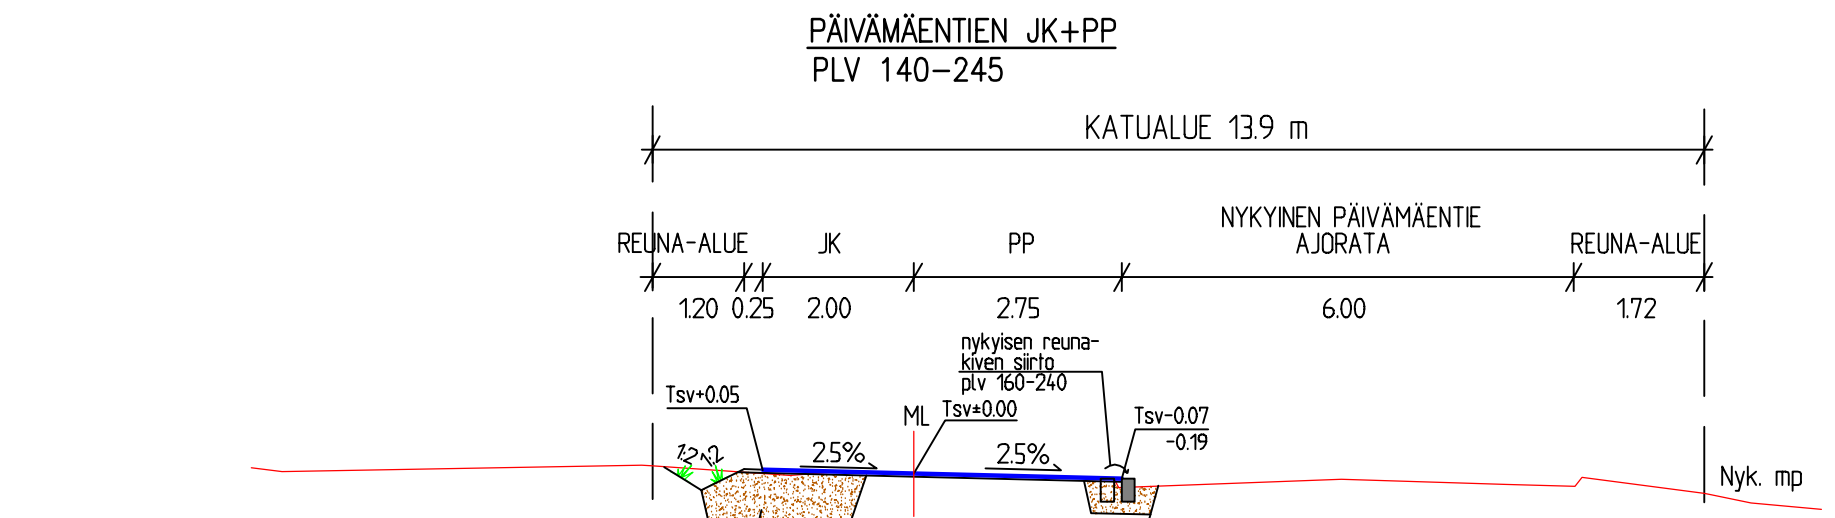 PÄIVÄMÄENTIEN JK+PP
PLV 140-245
KATUALUE 13.9 m
NYKYINEN PÄIVÄMÄENTIE
REUNA-ALUE JK PP AJORATA REUNA-ALUE
1.20 0.25 2.00 2.75 6.00 1.72
nykyisen reuna-
kiven siirto
plv 160-240
Tsv+0.05
ML
Tsv±0.00
Tsv-0.07
-0.19
1:2 1:2
2.5% 2.5%
Nyk. mp